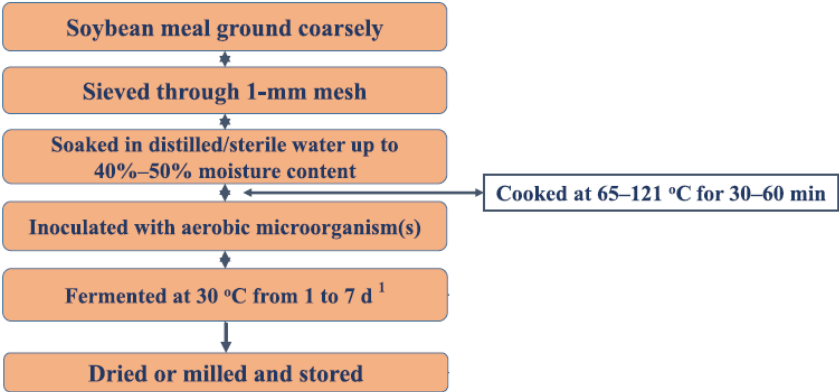 Soybean meal ground coarsely
Sieved through 1-mm mesh
Soaked in distilled/sterile water up to
40%–50% moisture content
Cooked at 65–121 °C for 30–60 min
Inoculated with aerobic microorganism(s)
Fermented at 30 °C from 1 to 7 d ¹
Dried or milled and stored